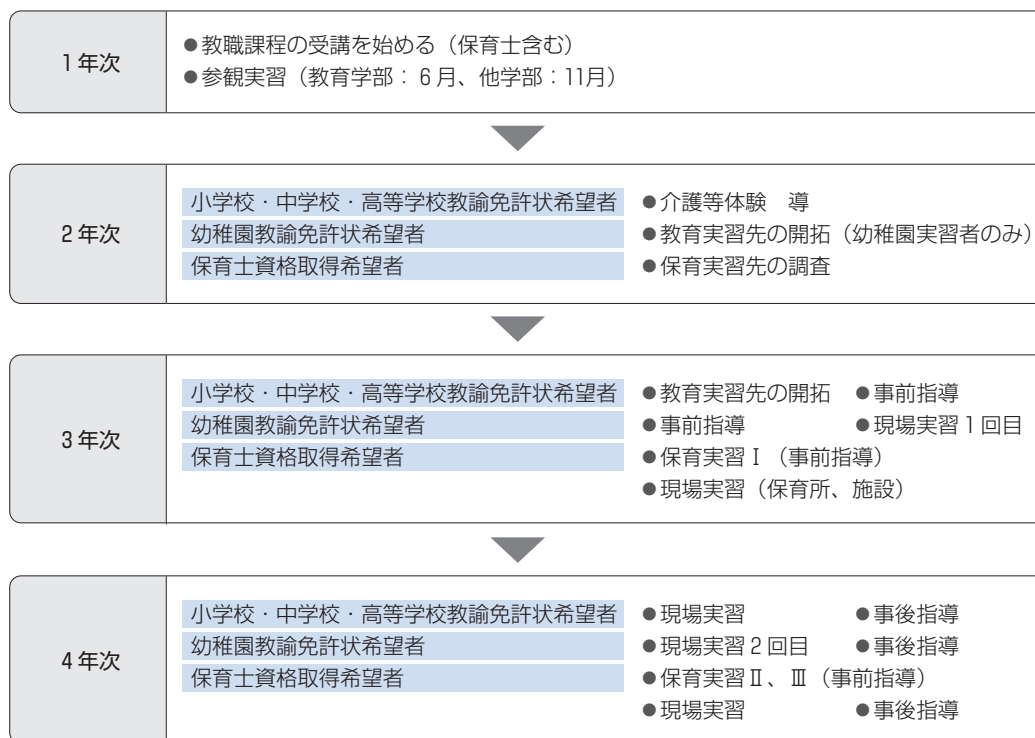 1年次
●教職課程の受講を始める（保育士含む）
●参観実習（教育学部：6月、他学部：11月）
2年次
小学校・中学校・高等学校教諭免許状希望者 ●介護等体験　導
幼稚園教諭免許状希望者 ●教育実習先の開拓（幼稚園実習者のみ）
保育士資格取得希望者 ●保育実習先の調査
3年次
小学校・中学校・高等学校教諭免許状希望者 ●教育実習先の開拓 ●事前指導
幼稚園教諭免許状希望者 ●事前指導 ●現場実習1回目
保育士資格取得希望者 ●保育実習Ⅰ（事前指導）
●現場実習（保育所、施設）
4年次
小学校・中学校・高等学校教諭免許状希望者 ●現場実習 ●事後指導
幼稚園教諭免許状希望者 ●現場実習2回目 ●事後指導
保育士資格取得希望者 ●保育実習Ⅱ、Ⅲ（事前指導）
●現場実習 ●事後指導